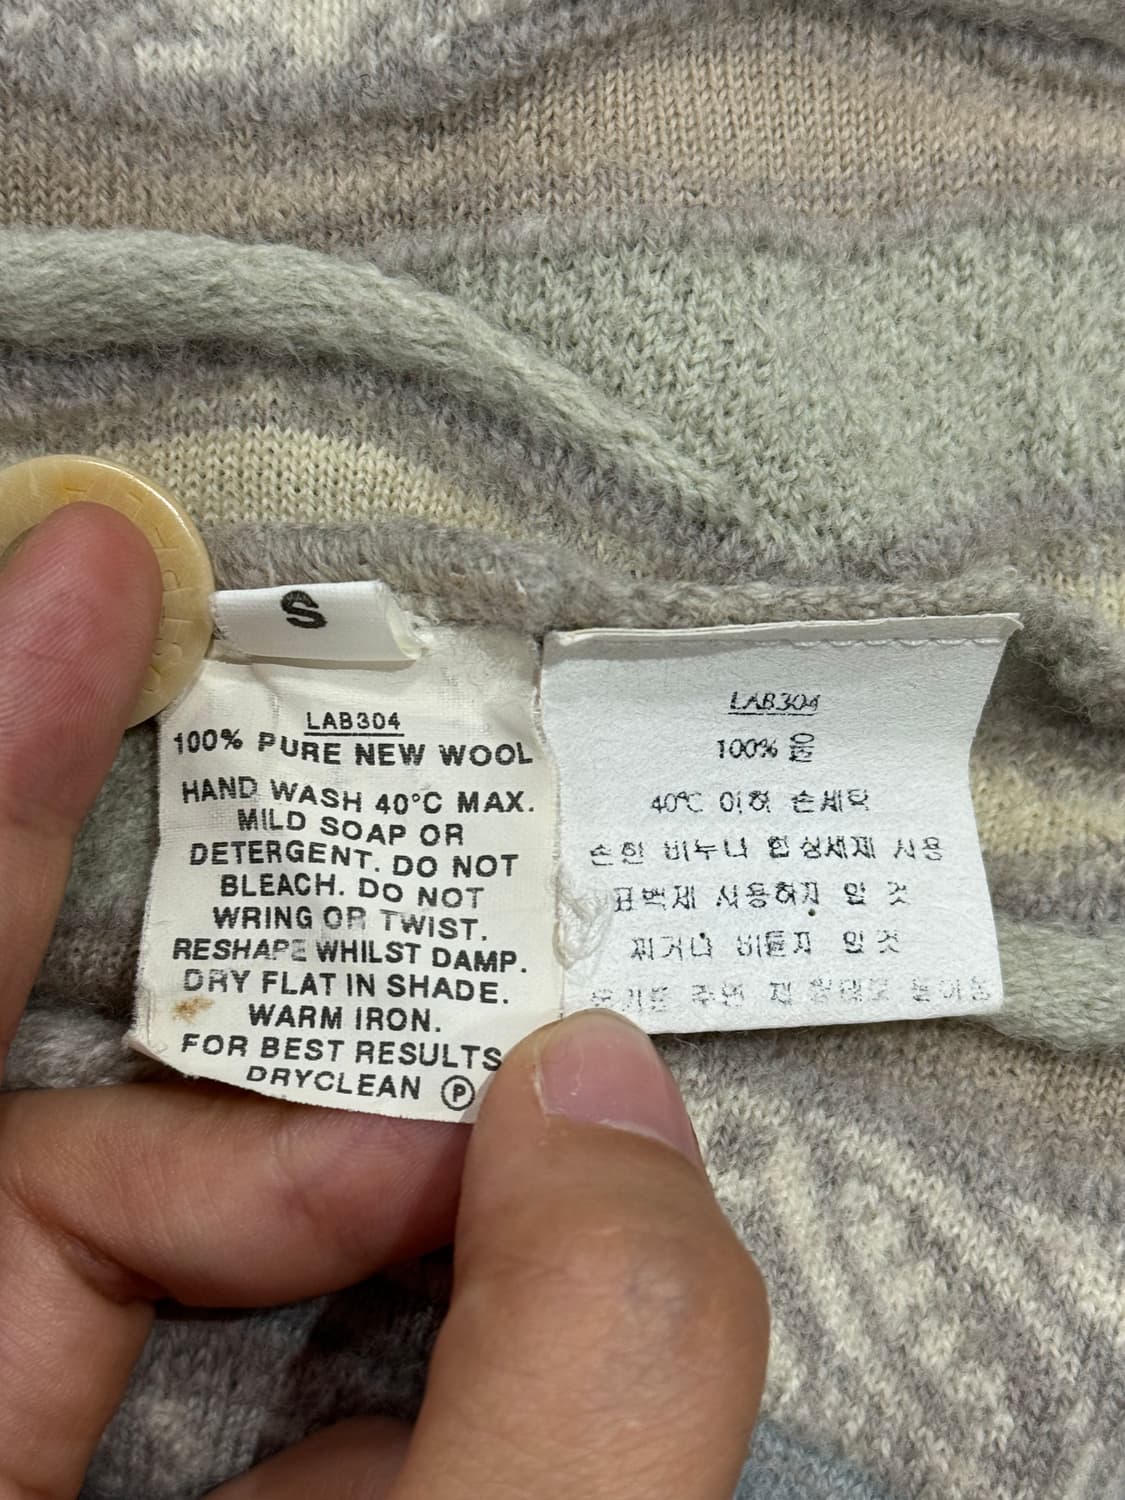 S
LAB304
100% PURE NEW WOOL
HAND WASH 40°C MAX.
MILD SOAP OR
DETERGENT. DO NOT
BLEACH. DO NOT
WRING OR TWIST.
RESHAPE WHILST DAMP.
DRY FLAT IN SHADE.
WARM IRON.
FOR BEST RESULTS
DRYCLEAN Ⓟ
LAB304
100% 울
40℃ 이하 손세탁
순한 비누나 합성세제 사용
표백제 사용하지 말 것
짜거나 비틀지 말 것